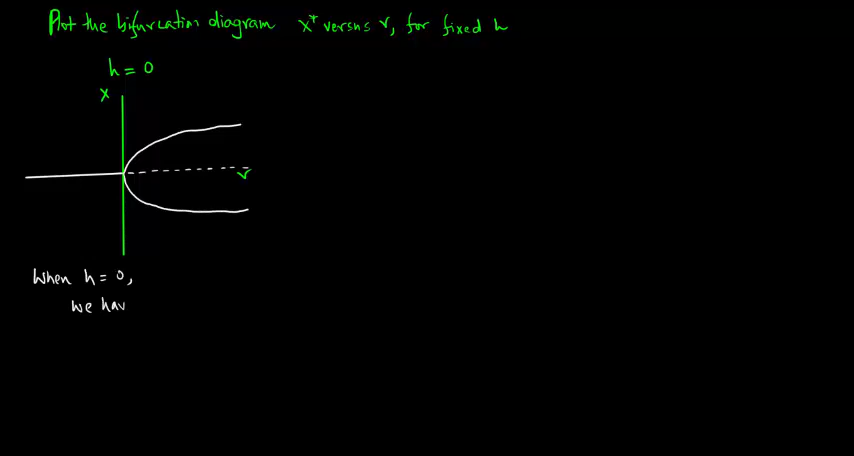 Plot the bifurcation diagram x* versus r, for fixed h
h = 0
x
r
When h = 0,
we hav